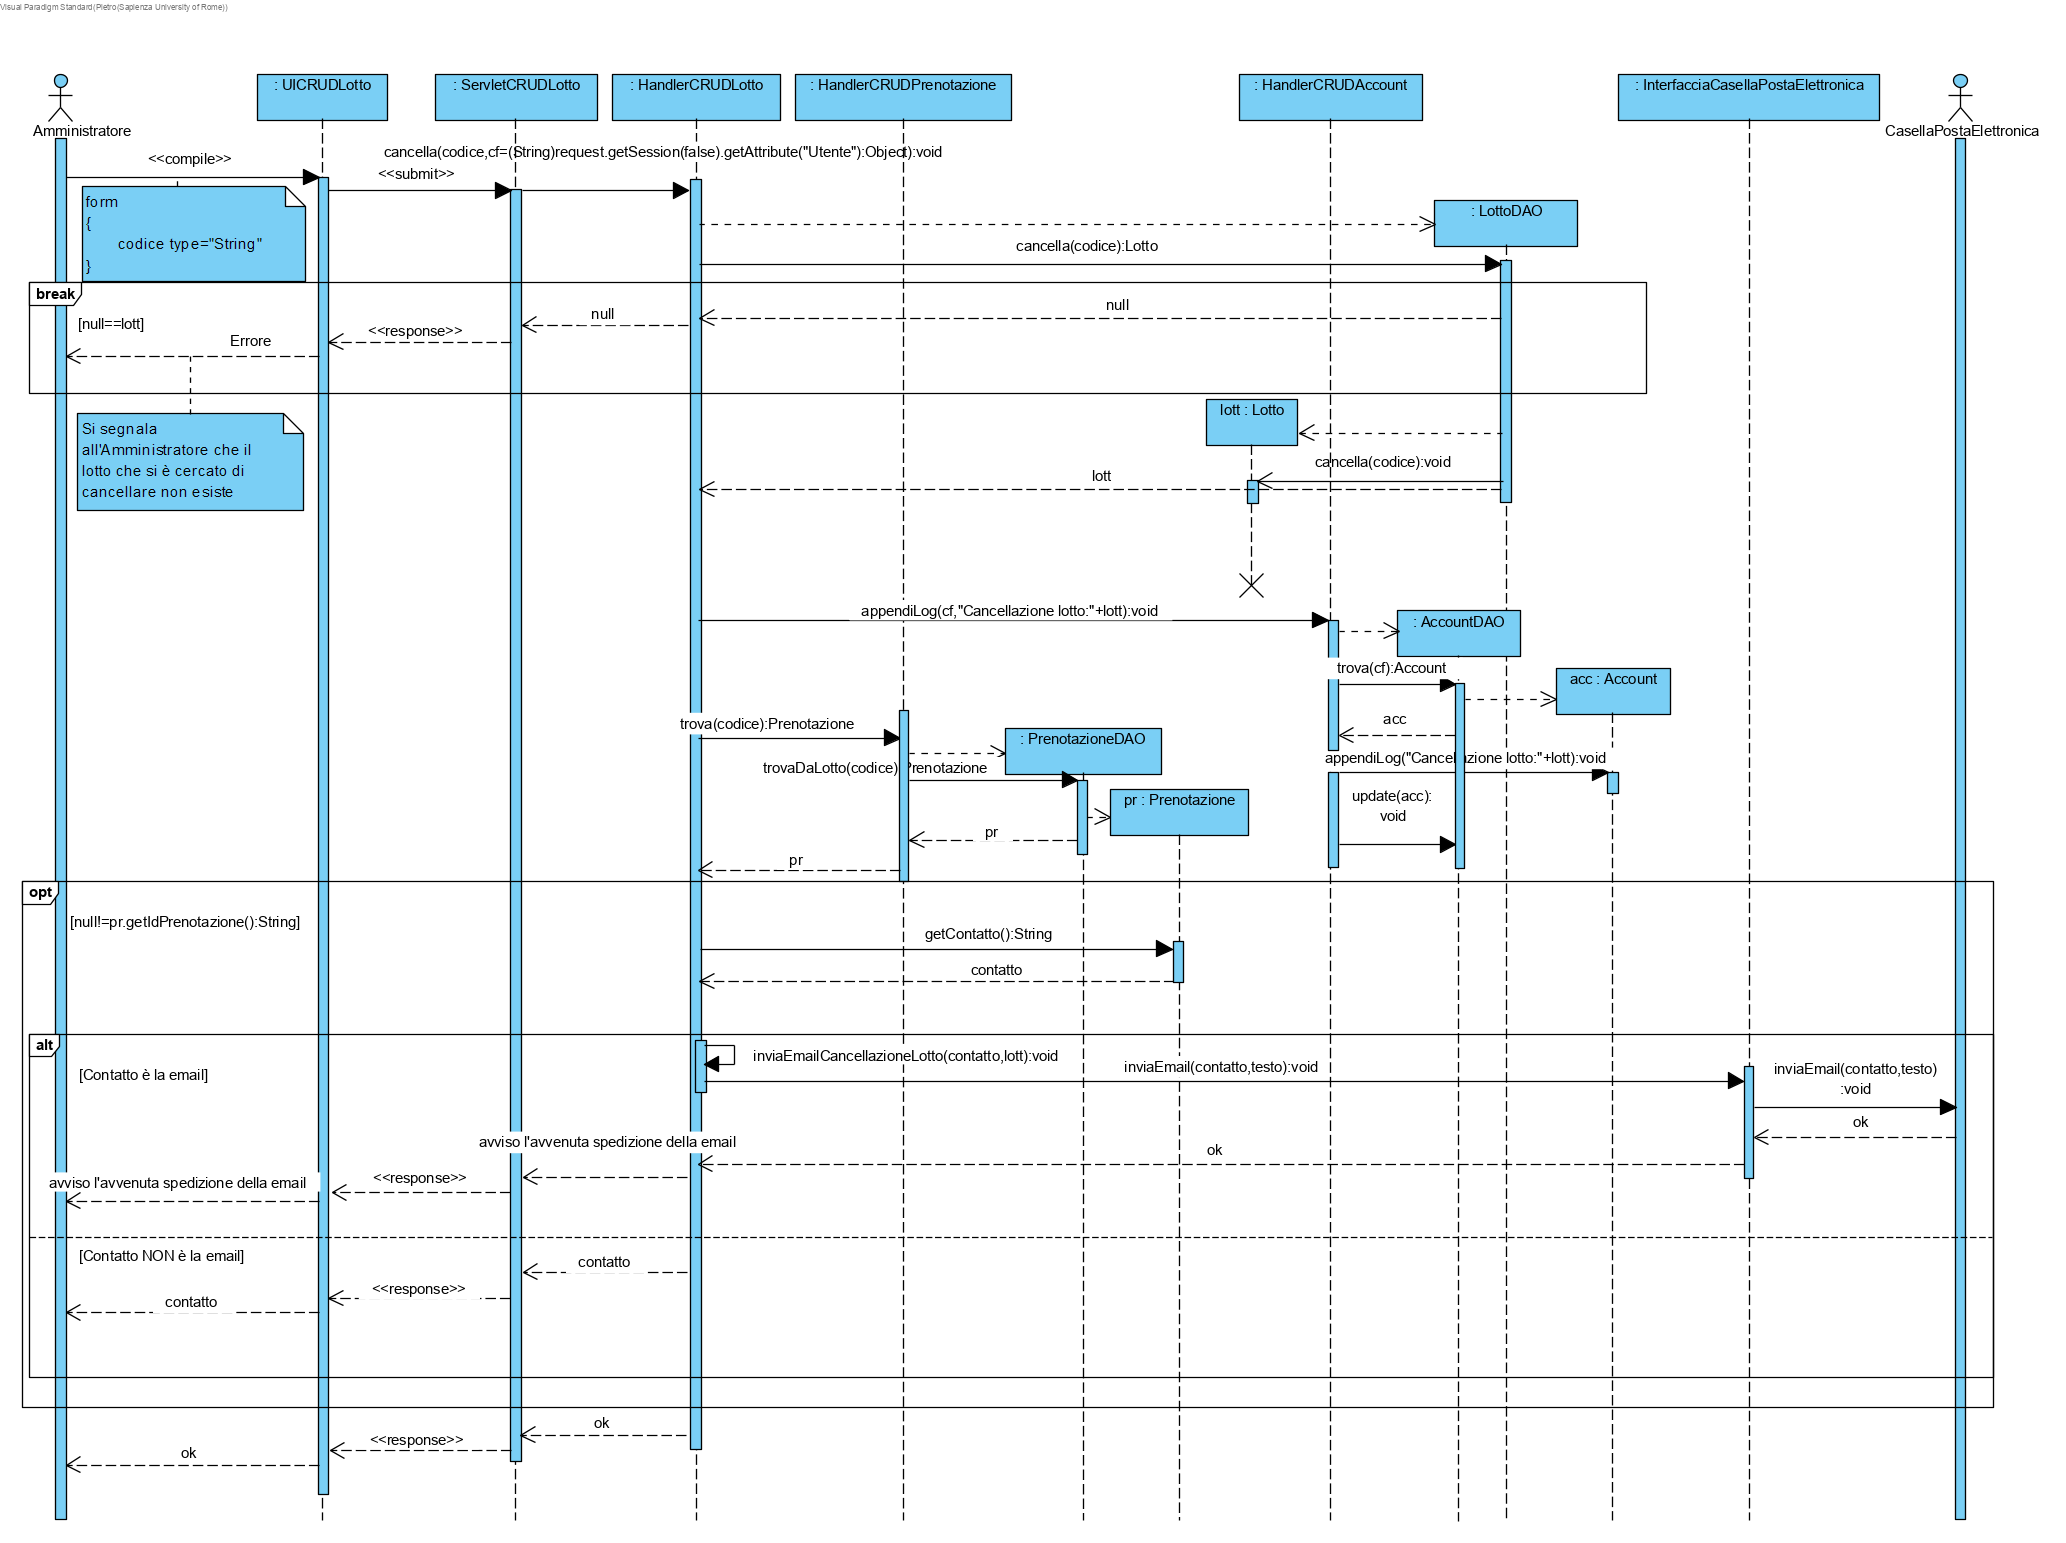 Visual Paradigm Standard(Pietro(Sapienza University of Rome))
: UICRUDLotto
: ServletCRUDLotto
: HandlerCRUDLotto
: HandlerCRUDPrenotazione
: HandlerCRUDAccount
: InterfacciaCasellaPostaElettronica
Amministratore
CasellaPostaElettronica
<<compile>>
cancella(codice,cf=(String)request.getSession(false).getAttribute("Utente"):Object):void
<<submit>>
form
{
codice type="String"
}
: LottoDAO
cancella(codice):Lotto
break
[null==lott]
null
null
<<response>>
Errore
Si segnala
all'Amministratore che il
lotto che si è cercato di
cancellare non esiste
lott : Lotto
cancella(codice):void
lott
appendiLog(cf,"Cancellazione lotto:"+lott):void
: AccountDAO
trova(cf):Account
acc : Account
acc
trova(codice):Prenotazione
: PrenotazioneDAO
appendiLog("Cancellazione lotto:"+lott):void
trovaDaLotto(codice):Prenotazione
pr : Prenotazione
update(acc):
void
pr
pr
opt
[null!=pr.getIdPrenotazione():String]
getContatto():String
contatto
alt
[Contatto è la email]
inviaEmailCancellazioneLotto(contatto,lott):void
inviaEmail(contatto,testo):void
inviaEmail(contatto,testo)
:void
ok
avviso l'avvenuta spedizione della email
ok
<<response>>
avviso l'avvenuta spedizione della email
[Contatto NON è la email]
contatto
<<response>>
contatto
ok
<<response>>
ok